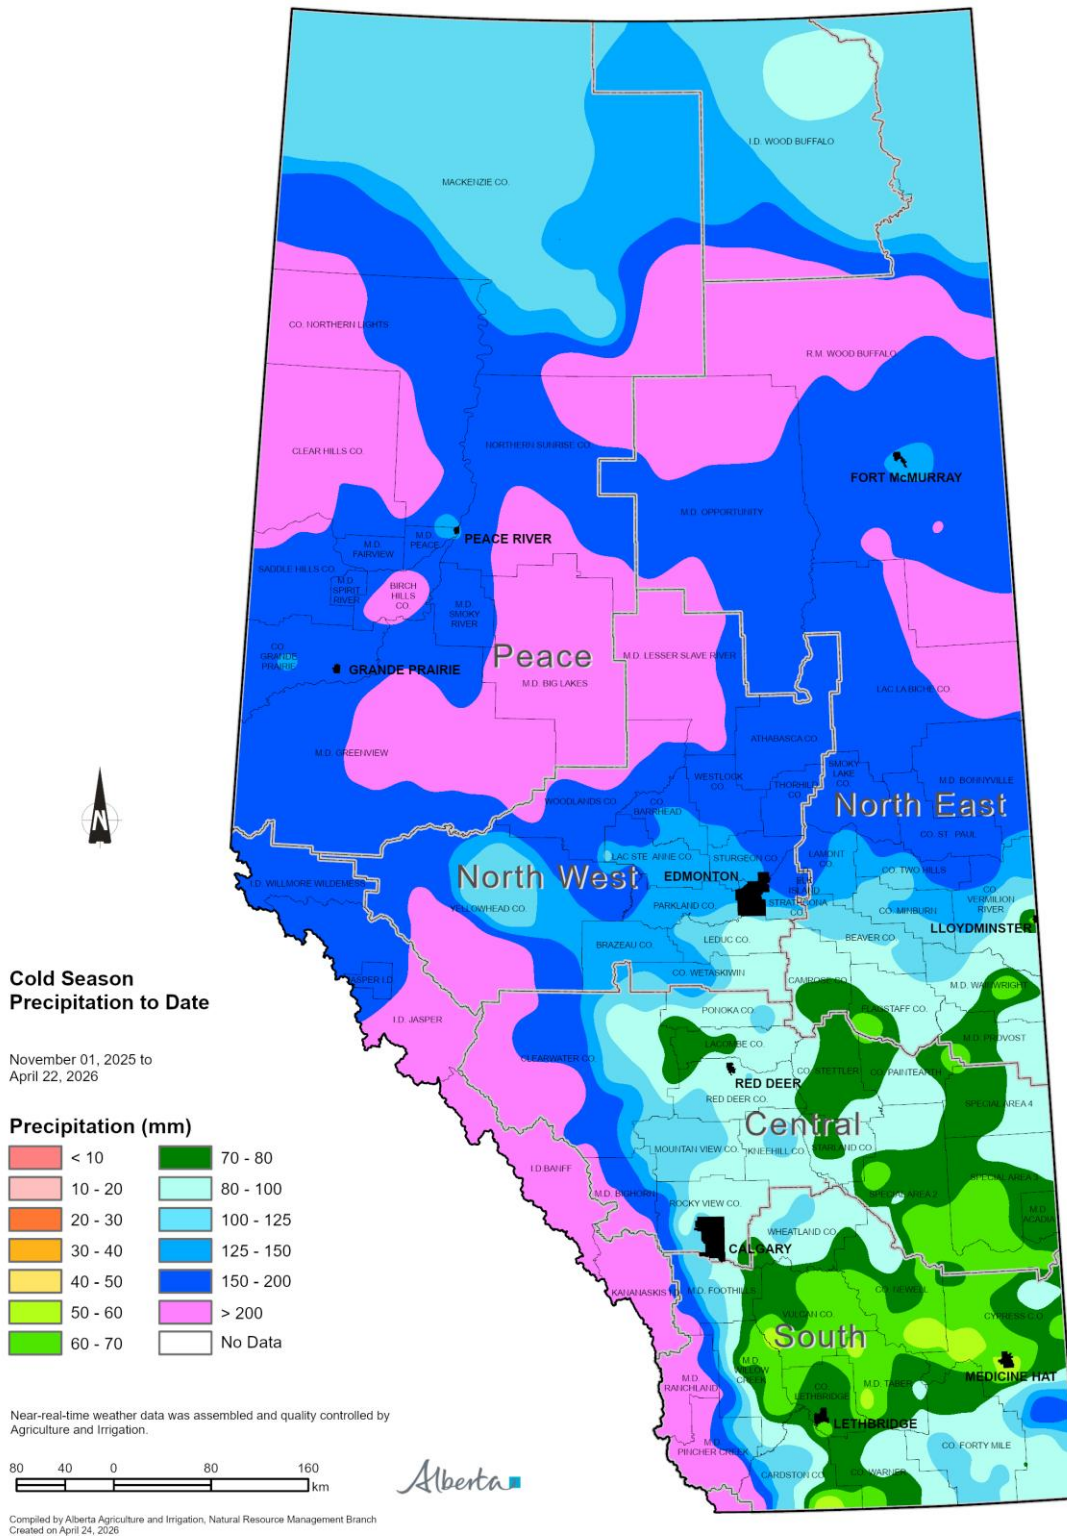 I.D. WOOD BUFFALO
MACKENZIE CO.
CO. NORTHERN LIGHTS
R.M. WOOD BUFFALO
CLEAR HILLS CO.
NORTHERN SUNRISE CO.
FORT McMURRAY
M.D. OPPORTUNITY
PEACE RIVER
M.D.
PEACE
M.D.
FAIRVIEW
SADDLE HILLS CO.
M.D.
SPIRIT
RIVER
BIRCH
HILLS
CO.
M.D.
SMOKY
RIVER
CO.
GRANDE
PRAIRIE
GRANDE PRAIRIE
Peace
M.D. LESSER SLAVE RIVER
M.D. BIG LAKES
LAC LA BICHE CO.
M.D. GREENVIEW
ATHABASCA CO.
N
WOODLANDS CO.
CO.
BARRHEAD
WESTLOCK
CO.
THORHILD
CO.
SMOKY
LAKE
CO.
M.D. BONNYVILLE
North East
CO. ST. PAUL
I.D. WILLMORE WILDERNESS
North West
YELLOWHEAD CO.
LAC STE. ANNE CO.
STURGEON CO.
EDMONTON
PARKLAND CO.
LAMONT
CO.
ELK
ISLAND
STRATHCONA
CO.
CO. TWO HILLS
CO. MINBURN
CO.
VERMILION
RIVER
LLOYDMINSTER
BRAZEAU CO.
LEDUC CO.
BEAVER CO.
CO. WETASKIWIN
CAMROSE CO.
M.D. WAINWRIGHT
JASPER I.D.
I.D. JASPER
PONOKA CO.
FLAGSTAFF CO.
M.D. PROVOST
CLEARWATER CO.
LACOMBE CO.
RED DEER
CO. STETTLER
CO. PAINTEARTH
RED DEER CO.
SPECIAL AREA 4
Central
MOUNTAIN VIEW CO.
KNEEHILL CO.
STARLAND CO.
I.D.BANFF
M.D. BIGHORN
ROCKY VIEW CO.
SPECIAL AREA 2
SPECIAL AREA 3
M.D.
ACADIA
WHEATLAND CO.
CALGARY
KANANASKIS I.D.
M.D. FOOTHILLS
CO. NEWELL
VULCAN CO.
CYPRESS CO.
South
M.D.
WILLOW
CREEK
M.D.
RANCHLAND
CO.
LETHBRIDGE
M.D. TABER
MEDICINE HAT
LETHBRIDGE
M.D.
PINCHER CREEK
CARDSTON CO.
CO. WARNER
CO. FORTY MILE
Cold Season
Precipitation to Date
November 01, 2025 to
April 22, 2026
Precipitation (mm)
< 10
10 - 20
20 - 30
30 - 40
40 - 50
50 - 60
60 - 70
70 - 80
80 - 100
100 - 125
125 - 150
150 - 200
> 200
No Data
Near-real-time weather data was assembled and quality controlled by
Agriculture and Irrigation.
80 40 0 80 160
km
Alberta
Compiled by Alberta Agriculture and Irrigation, Natural Resource Management Branch
Created on April 24, 2026